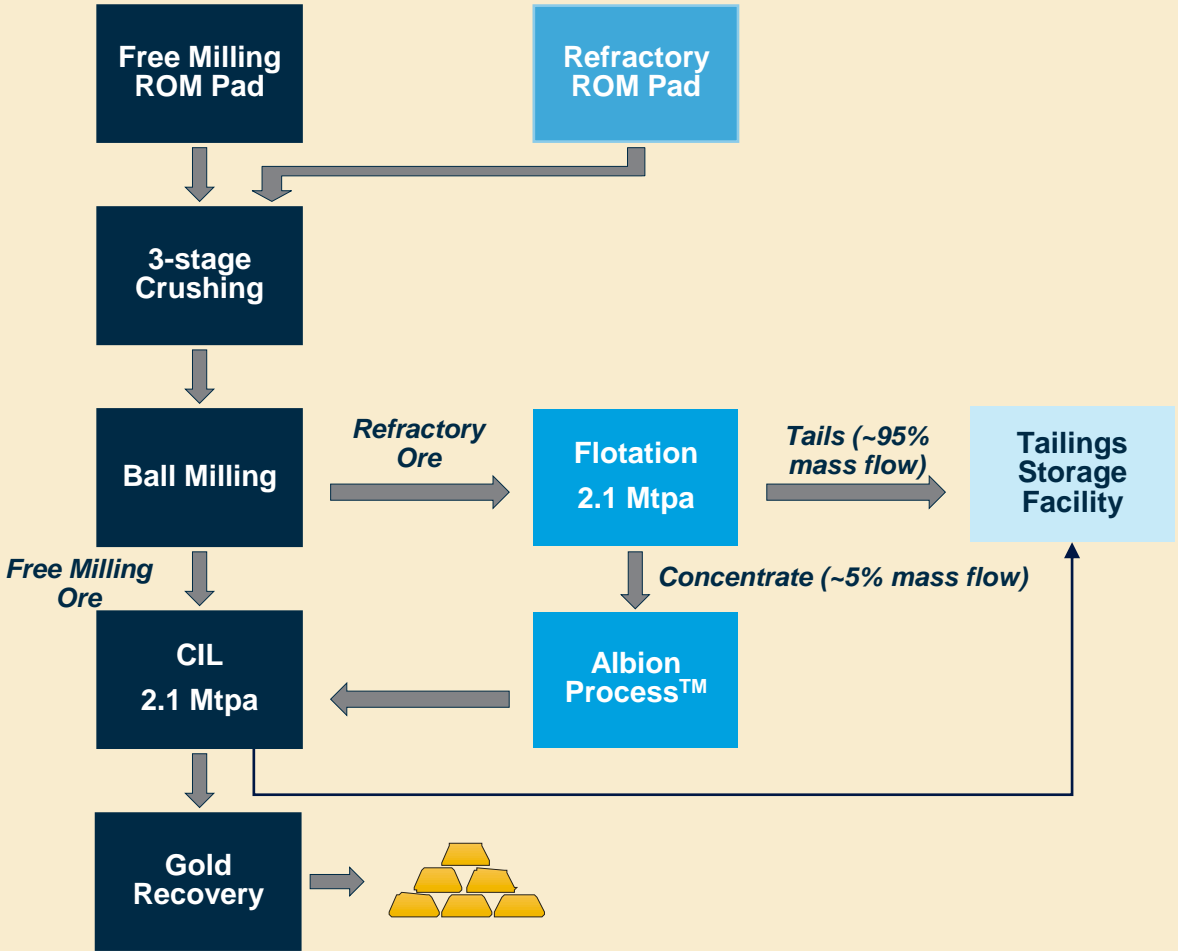 Free Milling
ROM Pad
Refractory
ROM Pad
3-stage
Crushing
Ball Milling
Refractory
Ore
Flotation
2.1 Mtpa
Tails (~95%
mass flow)
Tailings
Storage
Facility
Free Milling
Ore
Concentrate (~5% mass flow)
CIL
2.1 Mtpa
Albion
Process™
Gold
Recovery